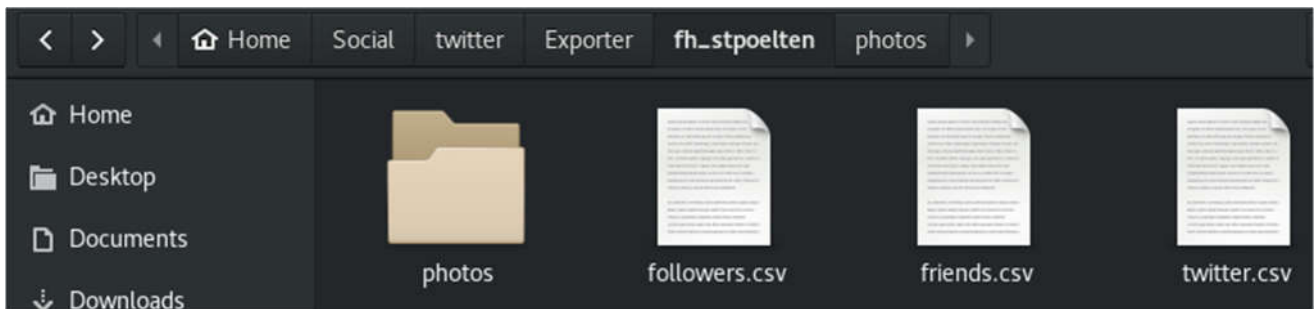 Home Social twitter Exporter fh_stpoelten photos
Home
Desktop
Documents
Downloads
photos followers.csv friends.csv twitter.csv